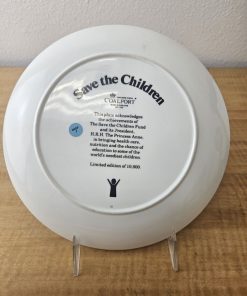 Save the Children
COALPORT
This plate acknowledges
the achievements of
The Save the Children Fund
and its President,
H.R.H. The Princess Anne,
in bringing health care,
nutrition and the chance of
education to some of the
world's neediest children.
Limited edition of 10,000.